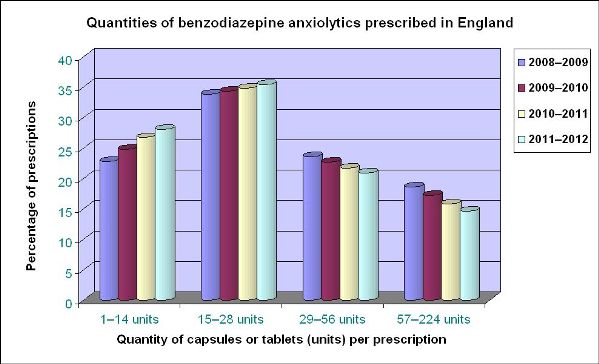 Quantities of benzodiazepine anxiolytics prescribed in England
Percentage of prescriptions
40
35
30
25
20
15
10
5
0
1–14 units
15–28 units
29–56 units
57–224 units
Quantity of capsules or tablets (units) per prescription
2008–2009
2009–2010
2010–2011
2011–2012